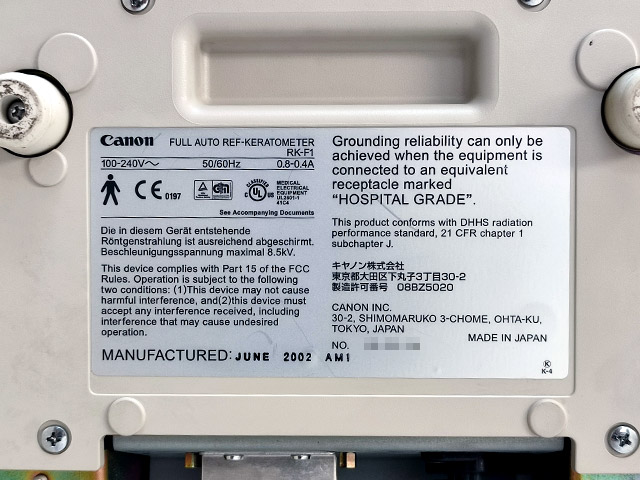 Canon FULL AUTO REF-KERATOMETER
RK-F1
100-240V〜 50/60Hz 0.8-0.4A
CE 0197
TÜV GS
CLASSIFIED UL
MEDICAL
ELECTRICAL
EQUIPMENT
UL2601-1
41C4
See Accompanying Documents
Die in diesem Gerät entstehende
Röntgenstrahlung ist ausreichend abgeschirmt.
Beschleunigungsspannung maximal 8.5kV.
This device complies with Part 15 of the FCC
Rules. Operation is subject to the following
two conditions: (1)This device may not cause
harmful interference, and(2)this device must
accept any interference received, including
interference that may cause undesired
operation.
MANUFACTURED: JUNE 2002 AM1
Grounding reliability can only be
achieved when the equipment is
connected to an equivalent
receptacle marked
“HOSPITAL GRADE”.
This product conforms with DHHS radiation
performance standard, 21 CFR chapter 1
subchapter J.
キヤノン株式会社
東京都大田区下丸子3丁目30-2
製造許可番号 08BZ5020
CANON INC.
30-2, SHIMOMARUKO 3-CHOME, OHTA-KU,
TOKYO, JAPAN
NO.
MADE IN JAPAN
K
K-4